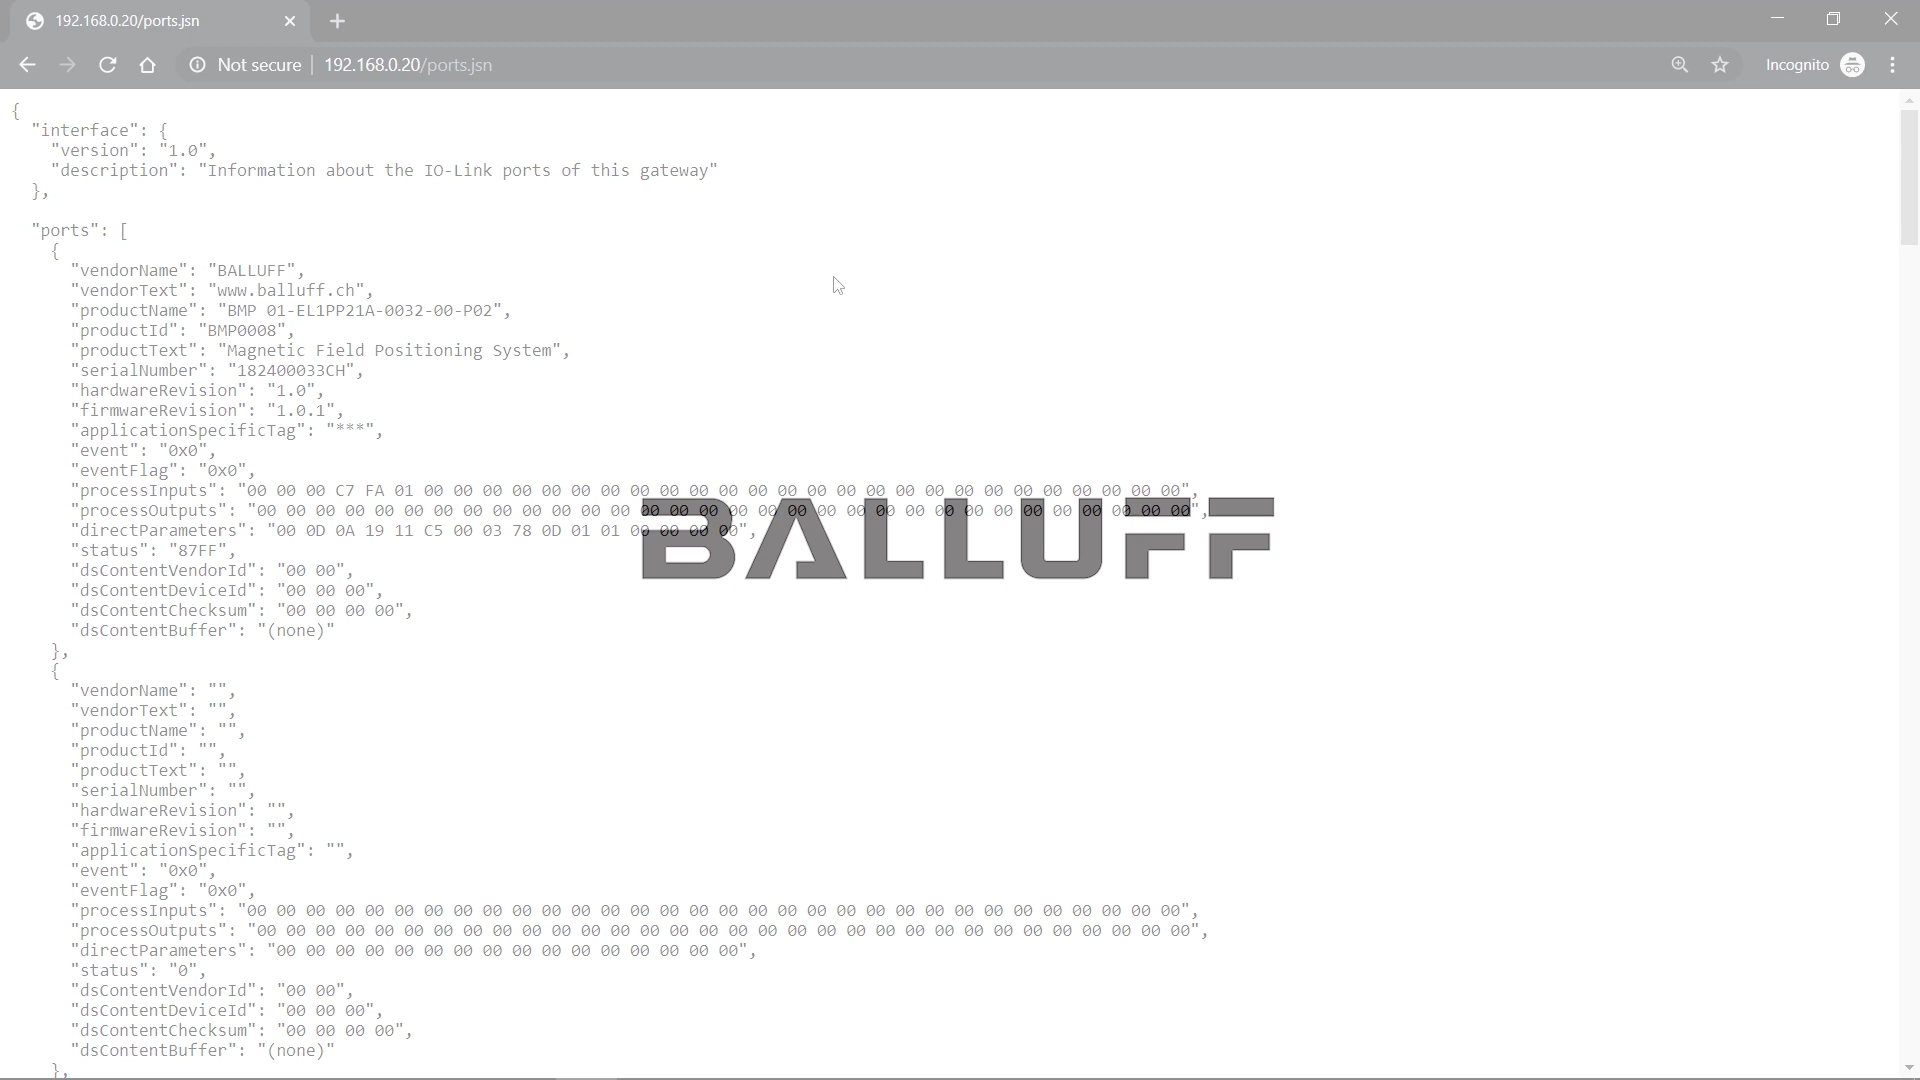 192.168.0.20/ports.jsn
Not secure
192.168.0.20/ports.jsn
Incognito
{
"interface": {
"version": "1.0",
"description": "Information about the IO-Link ports of this gateway"
},
"ports": [
{
"vendorName": "BALLUFF",
"vendorText": "www.balluff.ch",
"productName": "BMP 01-EL1PP21A-0032-00-P02",
"productId": "BMP0008",
"productText": "Magnetic Field Positioning System",
"serialNumber": "182400033CH",
"hardwareRevision": "1.0",
"firmwareRevision": "1.0.1",
"applicationSpecificTag": "***",
"event": "0x0",
"eventFlag": "0x0",
"processInputs": "00 00 00 C7 FA 01 00 00 00 00 00 00 00 00 00 00 00 00 00 00 00 00 00 00 00 00 00 00 00 00 00 00",
"processOutputs": "00 00 00 00 00 00 00 00 00 00 00 00 00 00 00 00 00 00 00 00 00 00 00 00 00 00 00 00 00 00 00 00",
"directParameters": "00 0D 0A 19 11 C5 00 03 78 0D 01 01 00 00 00 00",
"status": "87FF",
"dsContentVendorId": "00 00",
"dsContentDeviceId": "00 00 00",
"dsContentChecksum": "00 00 00 00",
"dsContentBuffer": "(none)"
},
BALLUFF
{
"vendorName": "",
"vendorText": "",
"productName": "",
"productId": "",
"productText": "",
"serialNumber": "",
"hardwareRevision": "",
"firmwareRevision": "",
"applicationSpecificTag": "",
"event": "0x0",
"eventFlag": "0x0",
"processInputs": "00 00 00 00 00 00 00 00 00 00 00 00 00 00 00 00 00 00 00 00 00 00 00 00 00 00 00 00 00 00 00 00",
"processOutputs": "00 00 00 00 00 00 00 00 00 00 00 00 00 00 00 00 00 00 00 00 00 00 00 00 00 00 00 00 00 00 00 00",
"directParameters": "00 00 00 00 00 00 00 00 00 00 00 00 00 00 00 00",
"status": "0",
"dsContentVendorId": "00 00",
"dsContentDeviceId": "00 00 00",
"dsContentChecksum": "00 00 00 00",
"dsContentBuffer": "(none)"
},